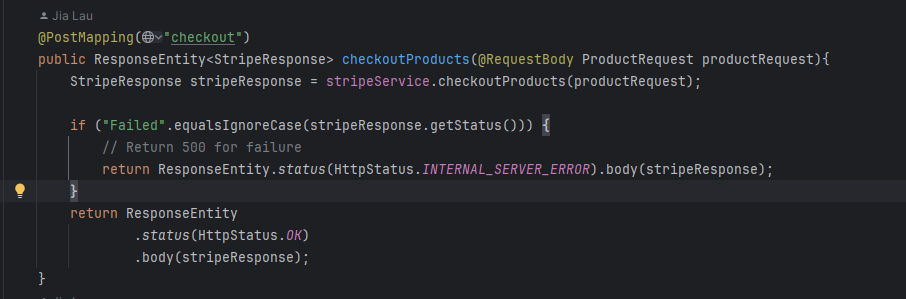 Jia Lau
@PostMapping("checkout")
public ResponseEntity<StripeResponse> checkoutProducts(@RequestBody ProductRequest productRequest){
StripeResponse stripeResponse = stripeService.checkoutProducts(productRequest);
if ("Failed".equalsIgnoreCase(stripeResponse.getStatus())) {
// Return 500 for failure
return ResponseEntity.status(HttpStatus.INTERNAL_SERVER_ERROR).body(stripeResponse);
}
return ResponseEntity
.status(HttpStatus.OK)
.body(stripeResponse);
}